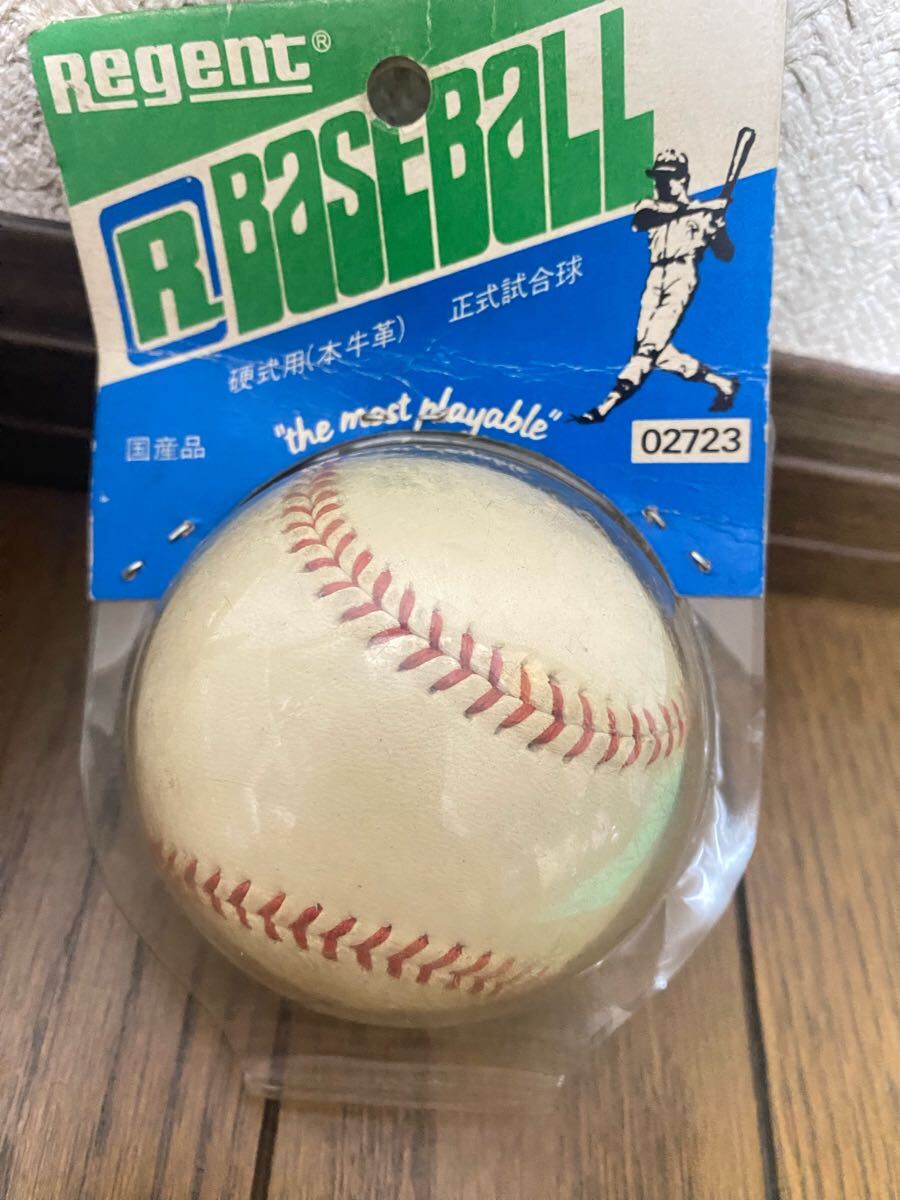 Regent®
R BASEBALL
硬式用(本牛革) 正式試合球
国産品 "the most playable" 02723